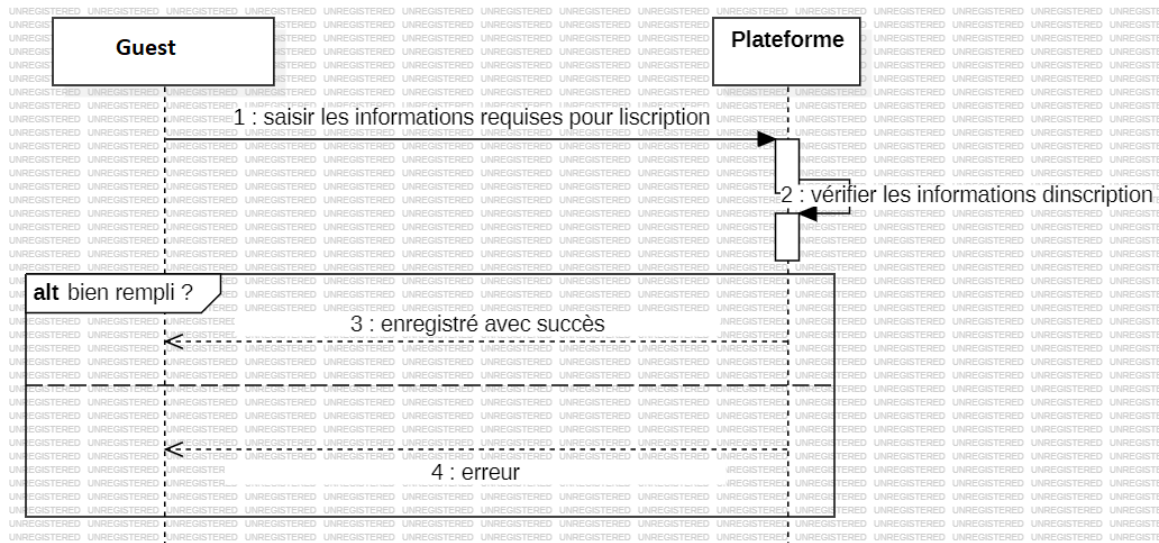 Guest
Plateforme
1 : saisir les informations requises pour liscription
2 : vérifier les informations dinscription
alt bien rempli ?
3 : enregistré avec succès
4 : erreur
UNREGISTERED